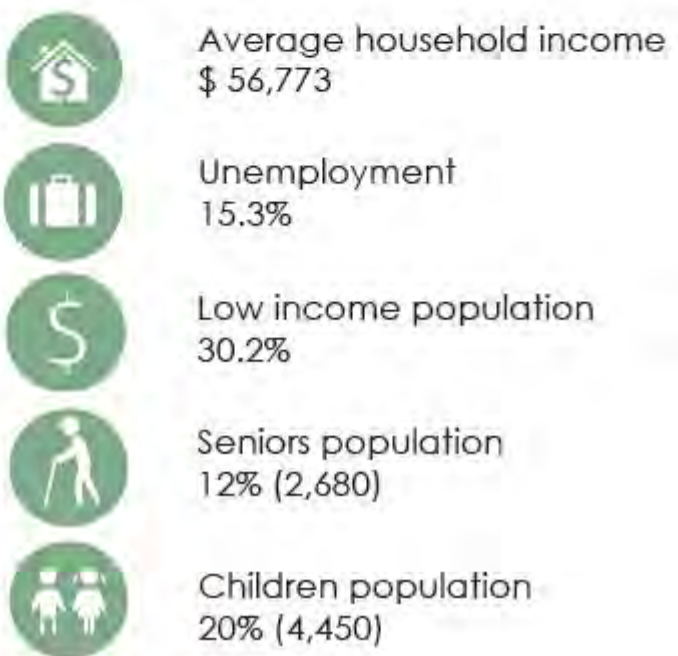 Average household income
$ 56,773
Unemployment
15.3%
Low income population
30.2%
Seniors population
12% (2,680)
Children population
20% (4,450)